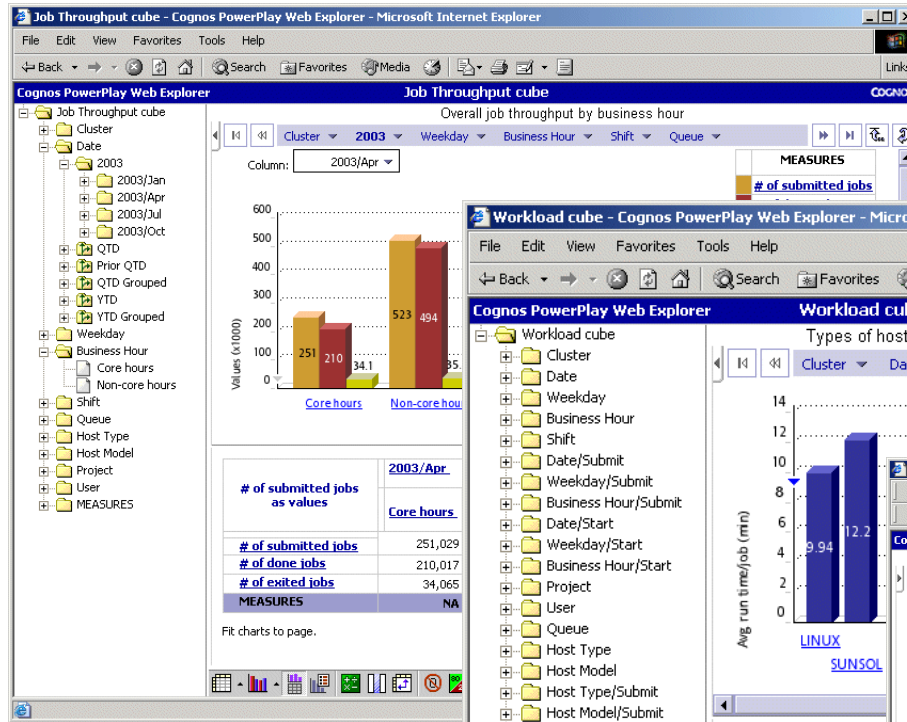 Job Throughput cube - Cognos PowerPlay Web Explorer - Microsoft Internet Explorer
File Edit View Favorites Tools Help
Back Search Favorites Media Links
Cognos PowerPlay Web Explorer Job Throughput cube COGNOS
Overall job throughput by business hour
Cluster 2003 Weekday Business Hour Shift Queue
Job Throughput cube
Cluster
Date
2003
2003/Jan
2003/Apr
2003/Jul
2003/Oct
QTD
Prior QTD
QTD Grouped
YTD
YTD Grouped
Weekday
Business Hour
Core hours
Non-core hours
Shift
Queue
Host Type
Host Model
Project
User
MEASURES
Column: 2003/Apr
MEASURES
# of submitted jobs
Values (x1000)
600
500
400
300
200
100
0
251 210 34.1
523 494 35.
Core hours Non-core hou
# of submitted jobs
as values
2003/Apr
Core hours
# of submitted jobs 251,029
# of done jobs 210,017
# of exited jobs 34,065
MEASURES NA
Fit charts to page.
Workload cube - Cognos PowerPlay Web Explorer - Micro
File Edit View Favorites Tools Help
Back Search Favorites
Cognos PowerPlay Web Explorer Workload cu
Types of host
Cluster Da
Workload cube
Cluster
Date
Weekday
Business Hour
Shift
Date/Submit
Weekday/Submit
Business Hour/Submit
Date/Start
Weekday/Start
Business Hour/Start
Project
User
Queue
Host Type
Host Model
Host Type/Submit
Host Model/Submit
Avg run time/job (min)
14
12
10
8
6
4
2
0
9.94 12.2
LINUX
SUNSOL
Co